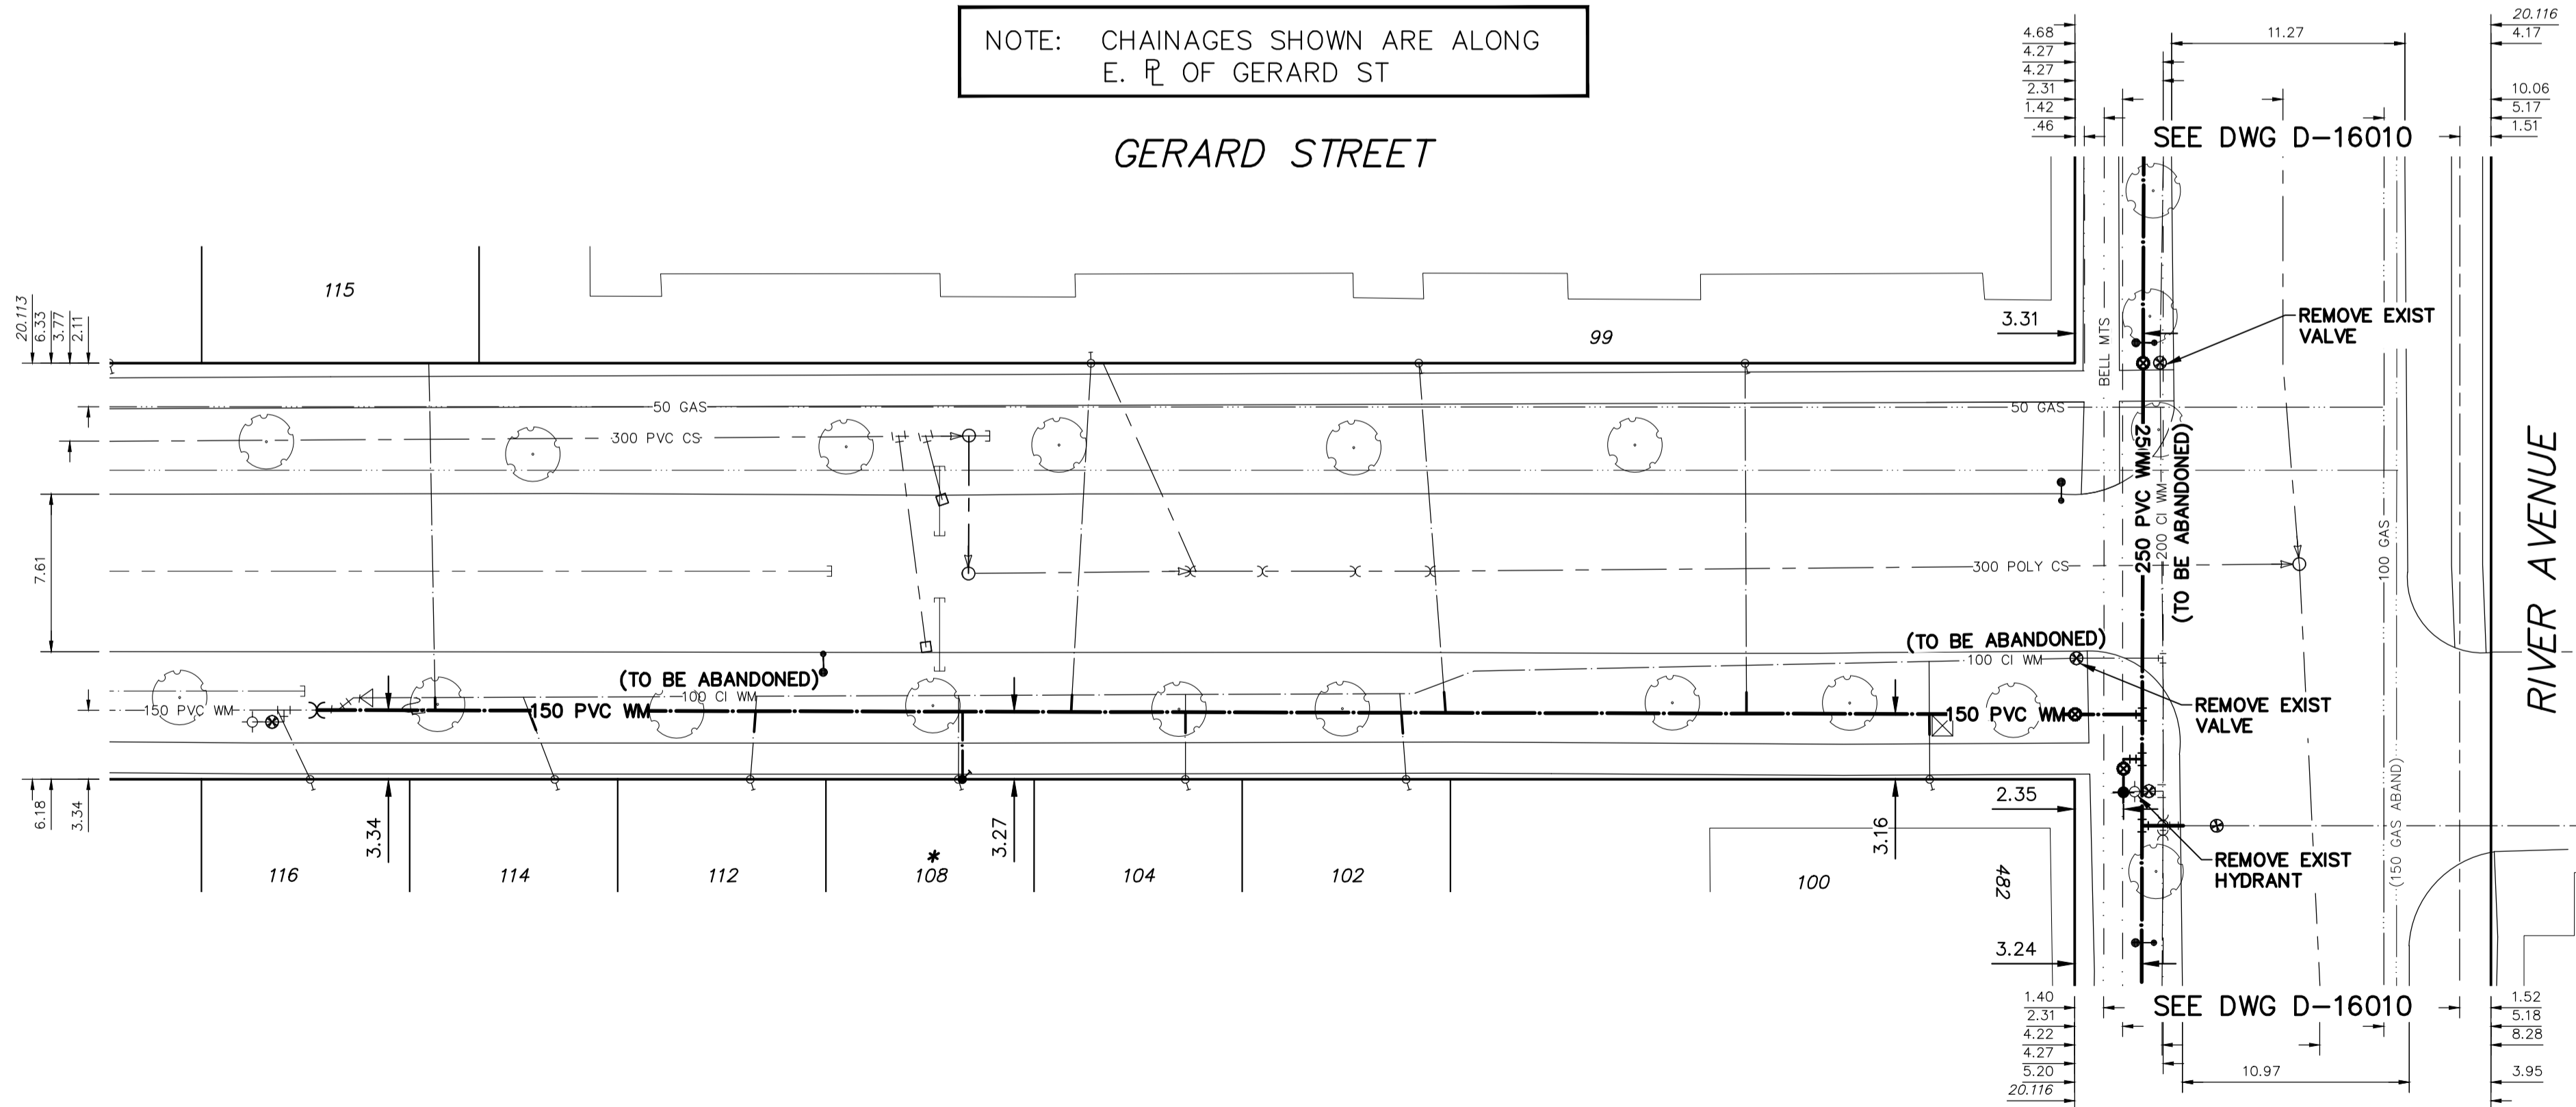 NOTE: CHAINAGES SHOWN ARE ALONG
E. PL OF GERARD ST
GERARD STREET
4.68
4.27
4.27
2.31
1.42
.46
11.27
20.116
4.17
10.06
5.17
1.51
SEE DWG D-16010
115
99
3.31
BELL MTS
REMOVE EXIST
VALVE
20.113
6.33
3.77
2.11
50 GAS
50 GAS
300 PVC CS
250 PVC WM
200 CI WM
(TO BE ABANDONED)
100 GAS
RIVER AVENUE
7.61
300 POLY CS
(TO BE ABANDONED)
100 CI WM
(TO BE ABANDONED)
100 CI WM
150 PVC WM
150 PVC WM
150 PVC WM
REMOVE EXIST
VALVE
6.18
3.34
3.34
3.27
3.16
2.35
(150 GAS ABAND)
REMOVE EXIST
HYDRANT
116
114
112
*
108
104
102
100
482
3.24
SEE DWG D-16010
1.40
2.31
4.22
4.27
5.20
20.116
10.97
1.52
5.18
8.28
3.95